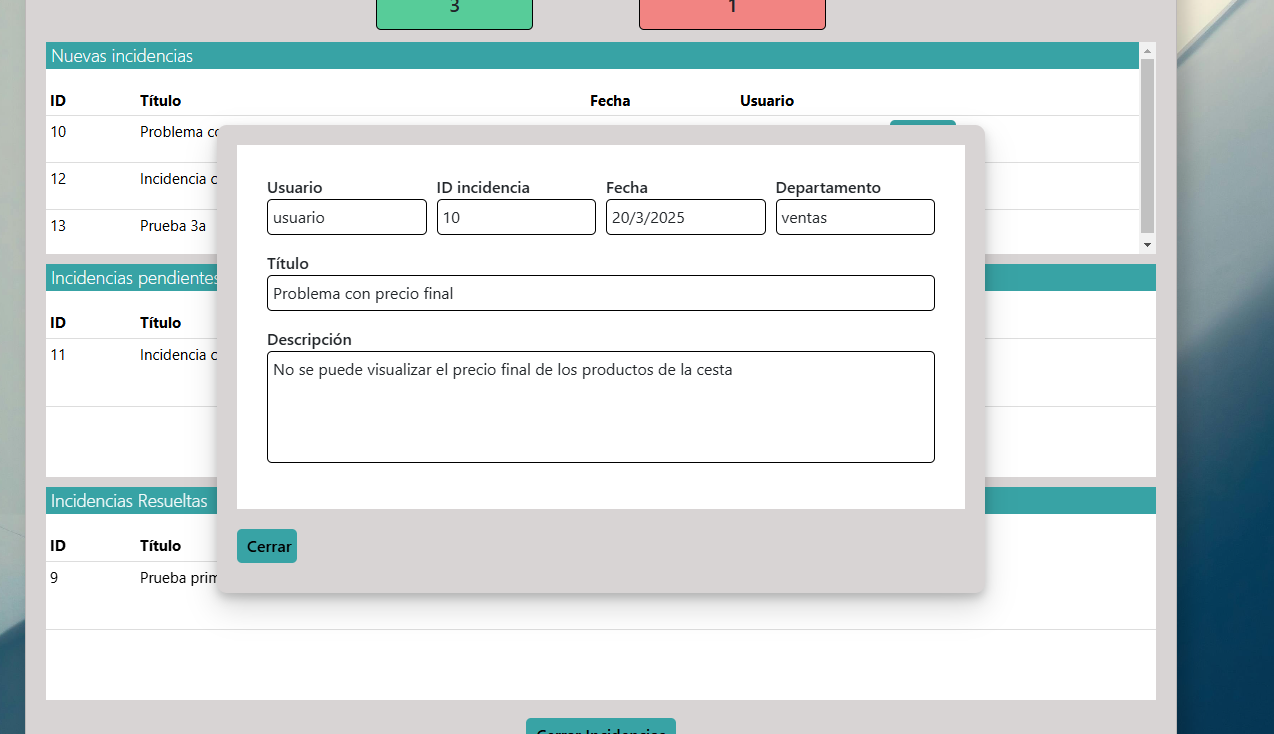 3
1
Nuevas incidencias
ID Título Fecha Usuario
10 Problema
12 Incidencia
13 Prueba 3a
Usuario ID incidencia Fecha Departamento
usuario 10 20/3/2025 ventas
Título
Problema con precio final
Descripción
No se puede visualizar el precio final de los productos de la cesta
Cerrar
Incidencias pendientes
ID Título
11 Incidencia
Incidencias Resueltas
ID Título
9 Prueba
Cerrar Incidencias